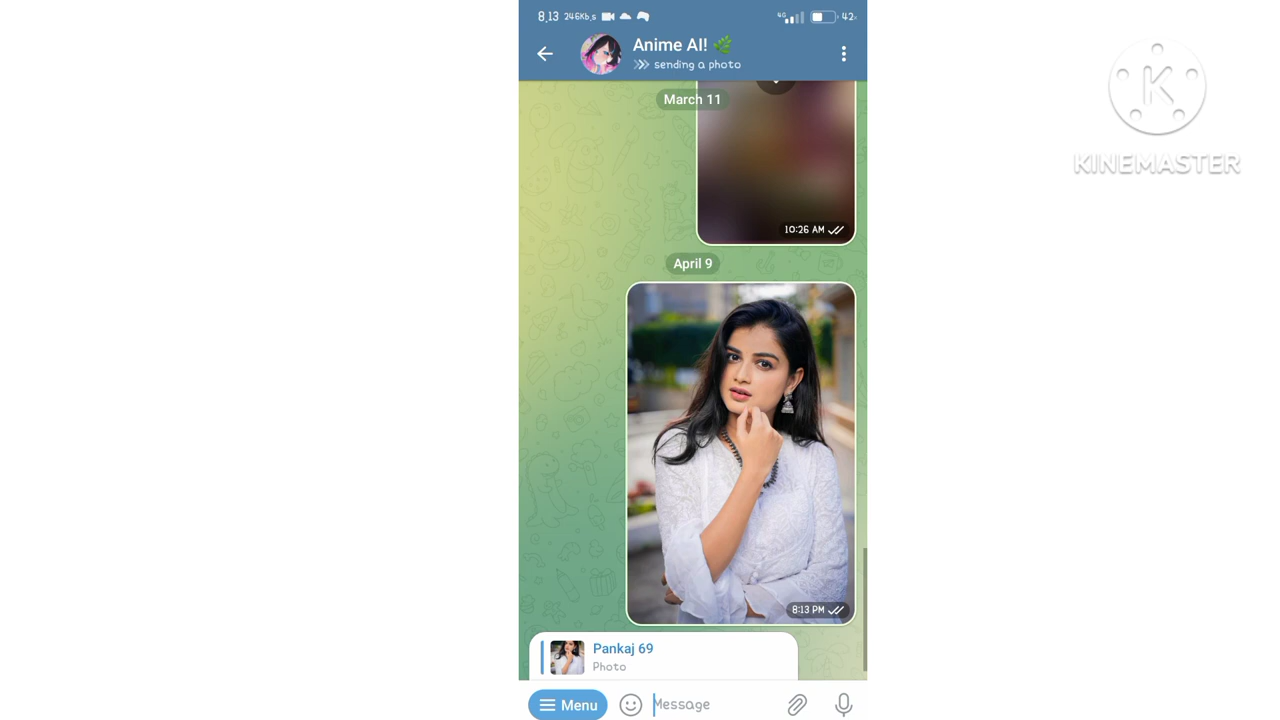 8.13 246Kb/s 4G 42%
Anime AI! 🌿
sending a photo
March 11
10:26 AM
April 9
8:13 PM
Pankaj 69
Photo
Menu Message
K
KINEMASTER